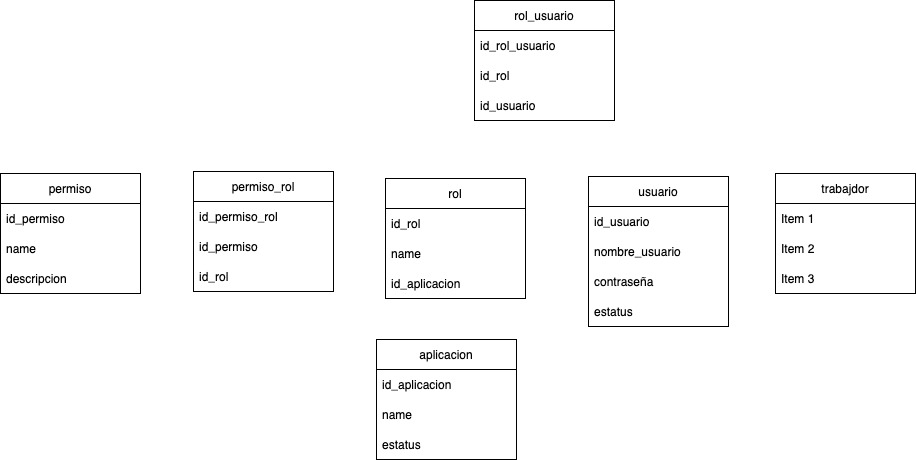 rol_usuario
id_rol_usuario
id_rol
id_usuario
permiso
id_permiso
name
descripcion
permiso_rol
id_permiso_rol
id_permiso
id_rol
rol
id_rol
name
id_aplicacion
usuario
id_usuario
nombre_usuario
contraseña
estatus
trabajdor
Item 1
Item 2
Item 3
aplicacion
id_aplicacion
name
estatus